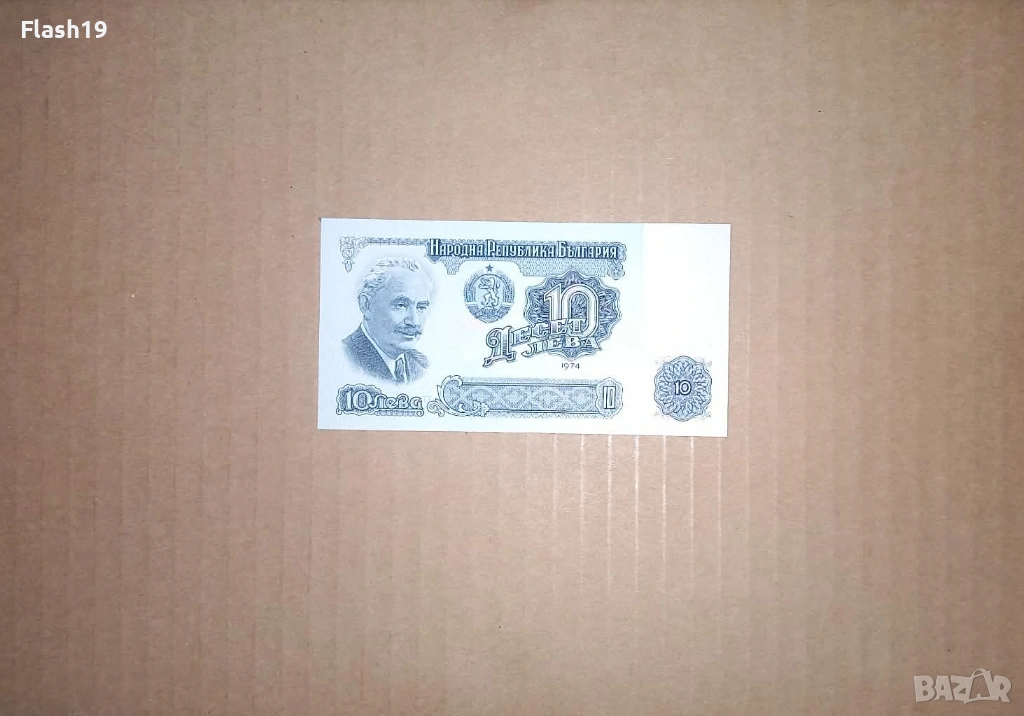 Flash19
Народна Република България
10
Десет
лева
1974
10 лева
10
10
BAZAR